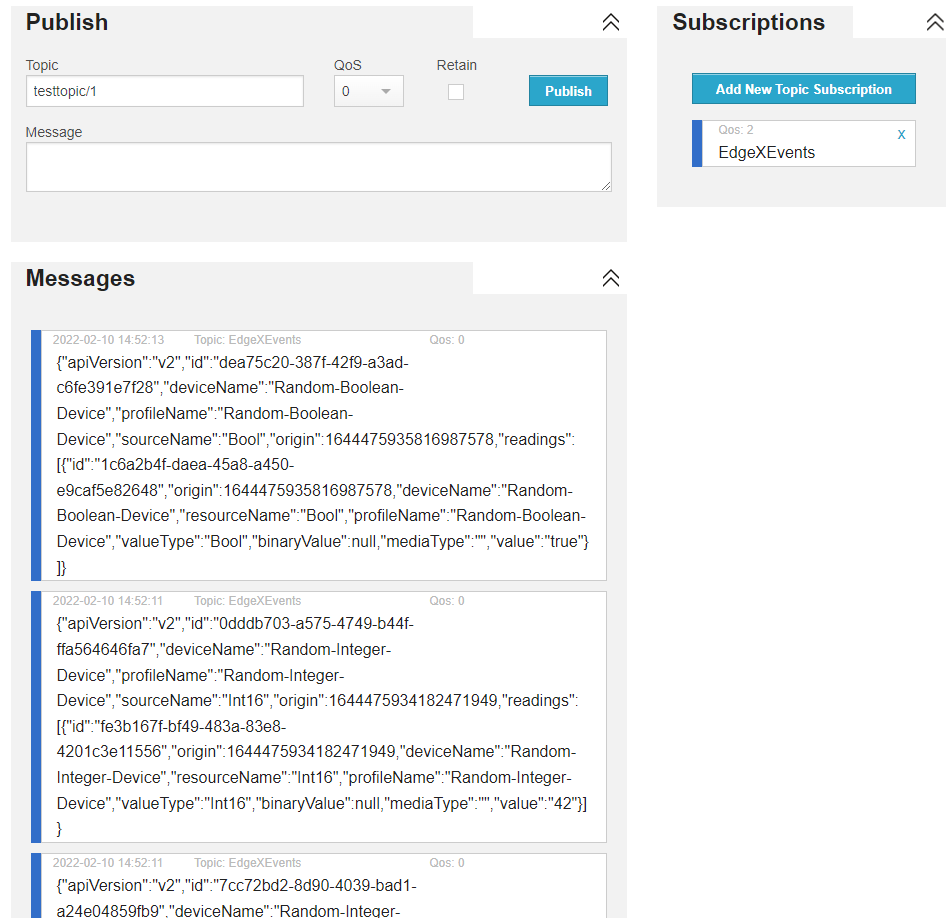 Publish
Topic
QoS
Retain
testtopic/1
0
Publish
Message
Subscriptions
Add New Topic Subscription
Qos: 2
x
EdgeXEvents
Messages
2022-02-10 14:52:13 Topic: EdgeXEvents Qos: 0
{"apiVersion":"v2","id":"dea75c20-387f-42f9-a3ad-
c6fe391e7f28","deviceName":"Random-Boolean-
Device","profileName":"Random-Boolean-
Device","sourceName":"Bool","origin":1644475935816987578,"readings":
[{"id":"1c6a2b4f-daea-45a8-a450-
e9caf5e82648","origin":1644475935816987578,"deviceName":"Random-
Boolean-Device","resourceName":"Bool","profileName":"Random-Boolean-
Device","valueType":"Bool","binaryValue":null,"mediaType":"","value":"true"}
]}
2022-02-10 14:52:11 Topic: EdgeXEvents Qos: 0
{"apiVersion":"v2","id":"0dddb703-a575-4749-b44f-
ffa564646fa7","deviceName":"Random-Integer-
Device","profileName":"Random-Integer-
Device","sourceName":"Int16","origin":1644475934182471949,"readings":
[{"id":"fe3b167f-bf49-483a-83e8-
4201c3e11556","origin":1644475934182471949,"deviceName":"Random-
Integer-Device","resourceName":"Int16","profileName":"Random-Integer-
Device","valueType":"Int16","binaryValue":null,"mediaType":"","value":"42"}]
}
2022-02-10 14:52:11 Topic: EdgeXEvents Qos: 0
{"apiVersion":"v2","id":"7cc72bd2-8d90-4039-bad1-
a24e04859fb9","deviceName":"Random-Integer-